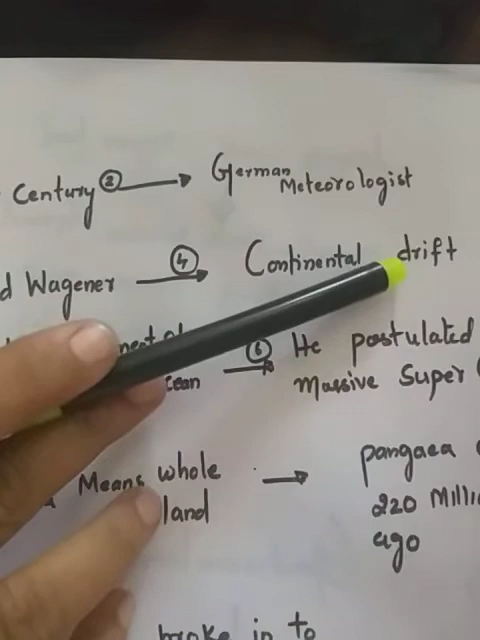 Century ② → German Meteorologist
d Wagener ④ → Continental drift
⑥ → He postulated
Massive Super
Means whole land → pangaea
220 Milli
ago
broke in to